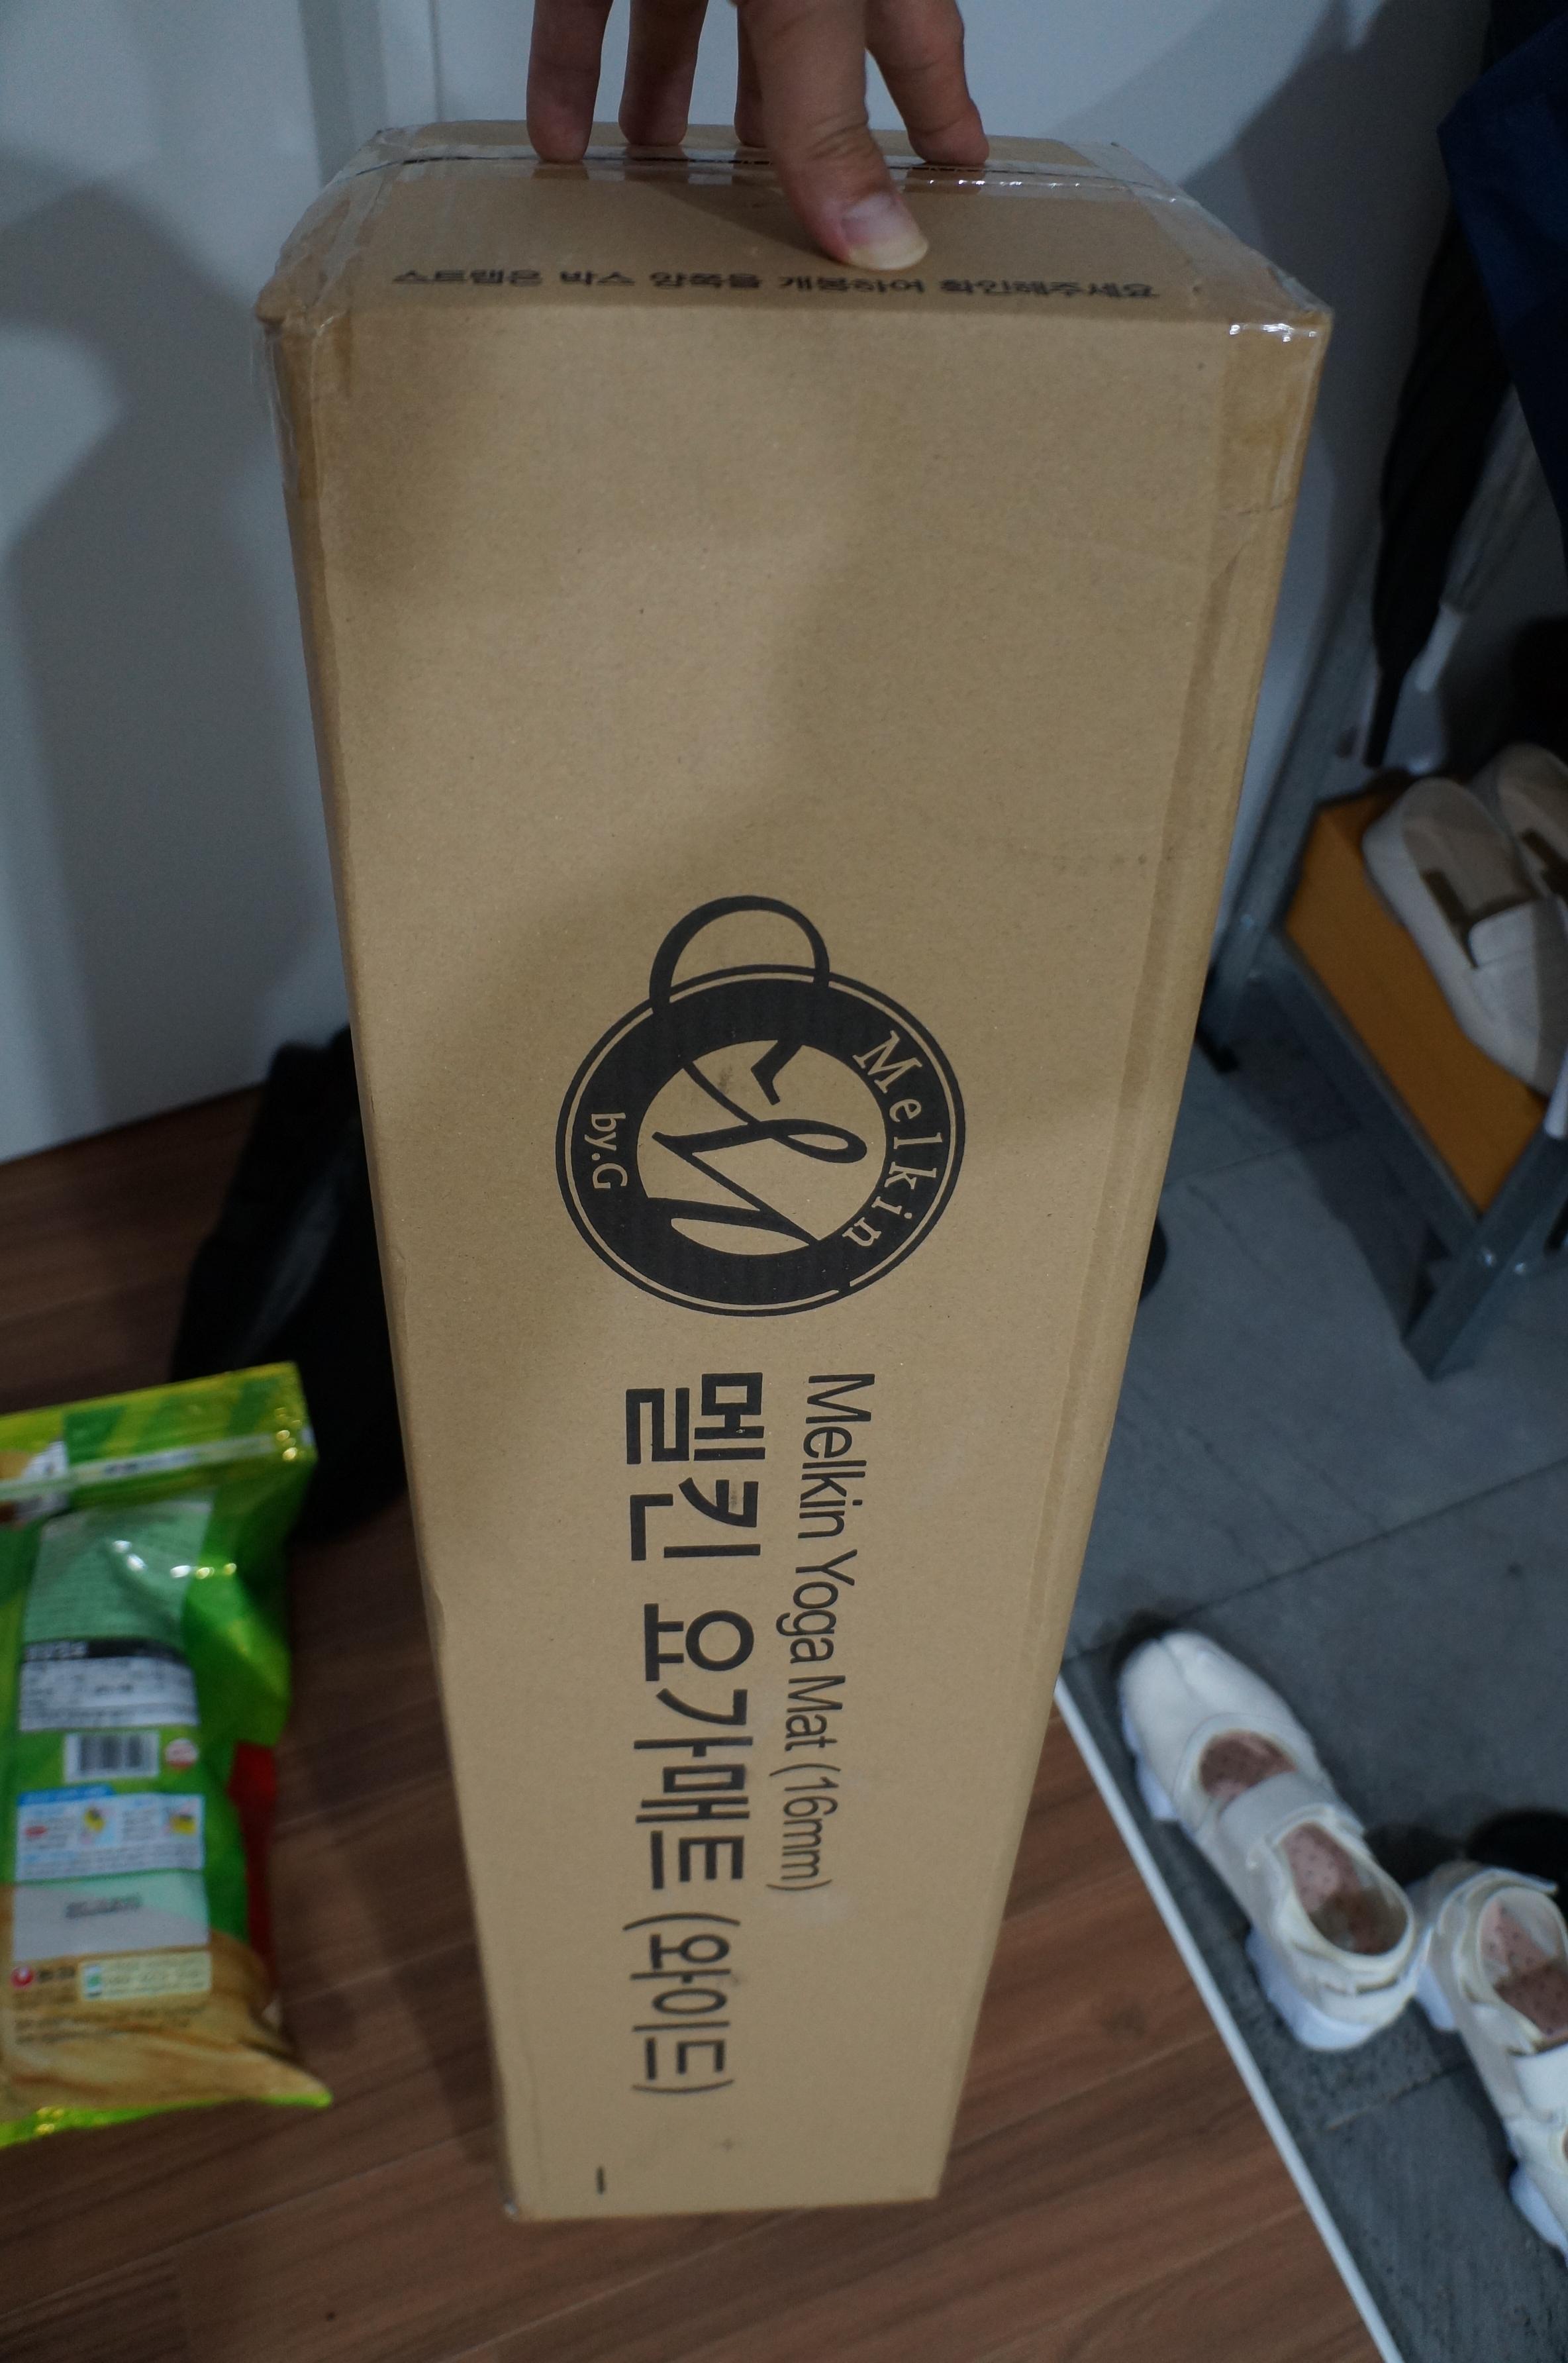 스트랩은 박스 양쪽을 개봉하여 확인해주세요
Melkin
by.G
Melkin Yoga Mat (16mm)
멜킨 요가매트 (와이드)